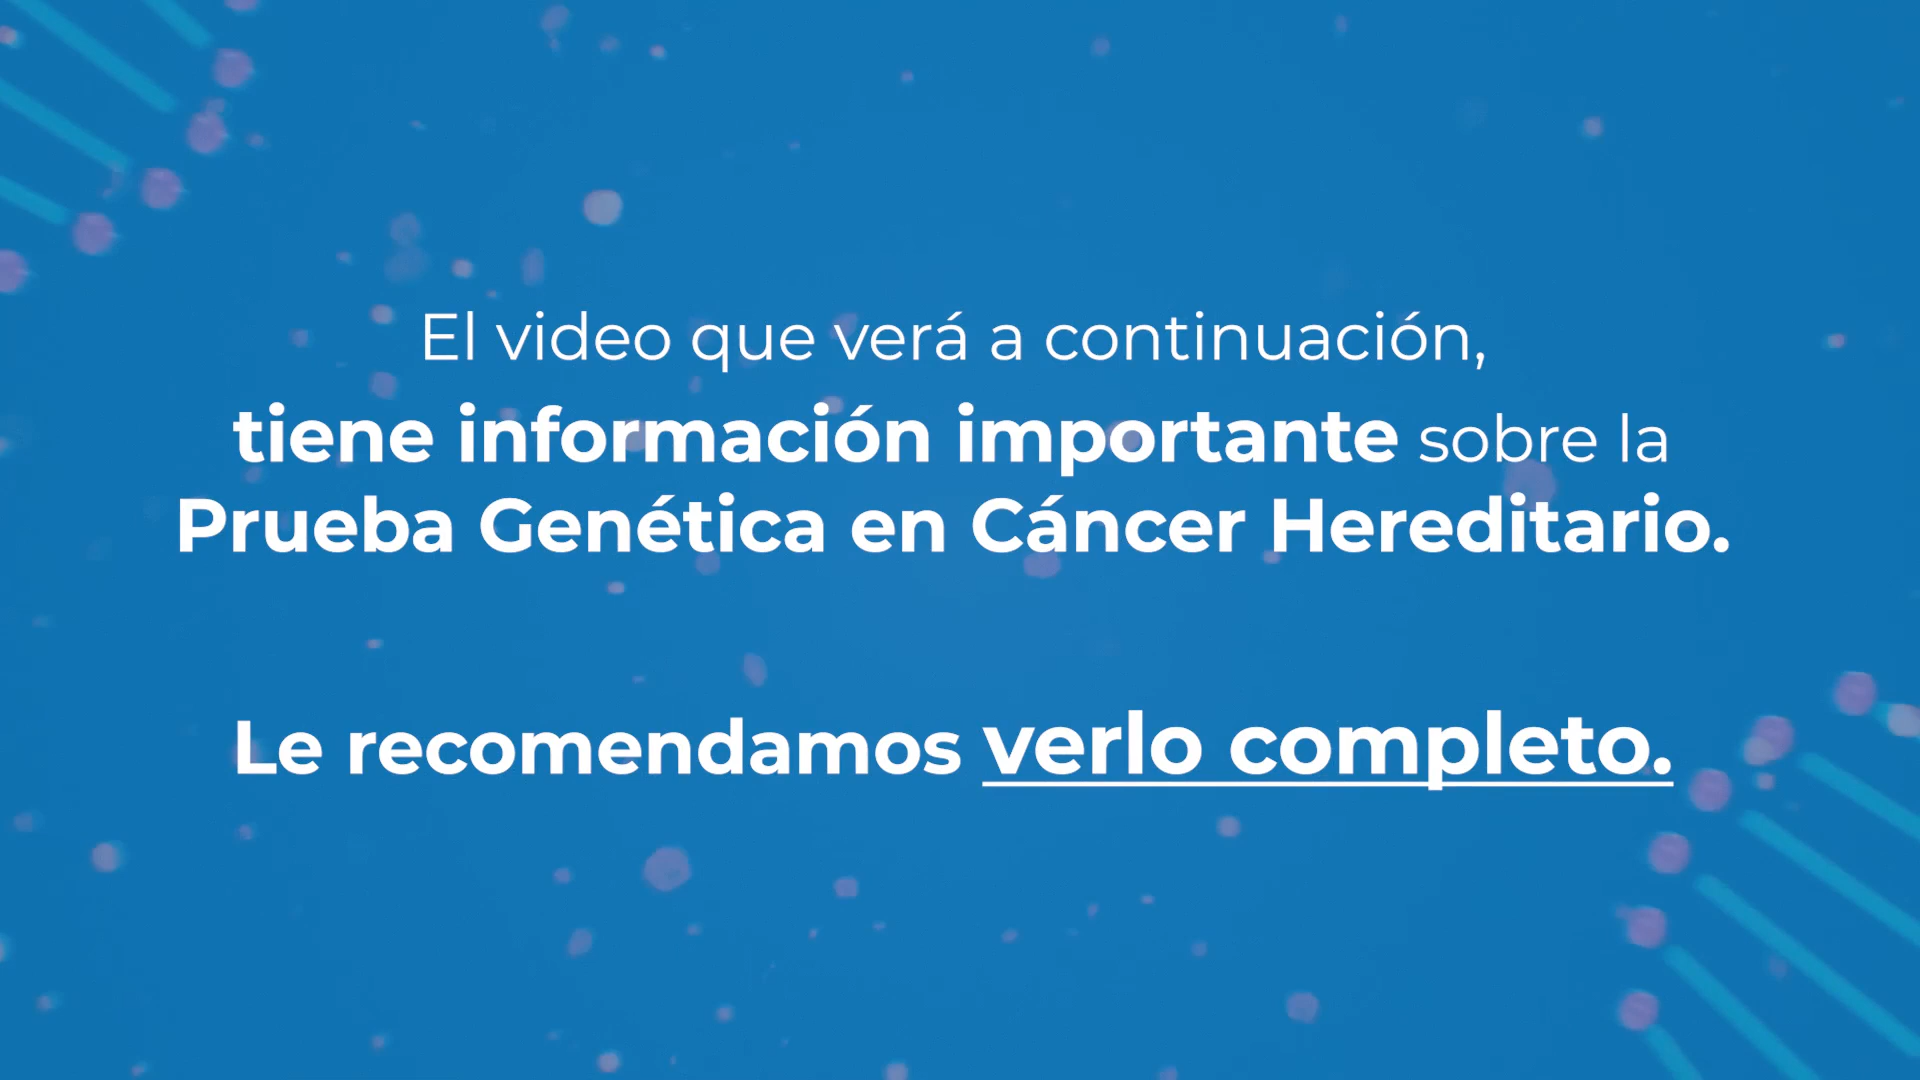 El video que verá a continuación,
tiene información importante sobre la
Prueba Genética en Cáncer Hereditario.
Le recomendamos verlo completo.